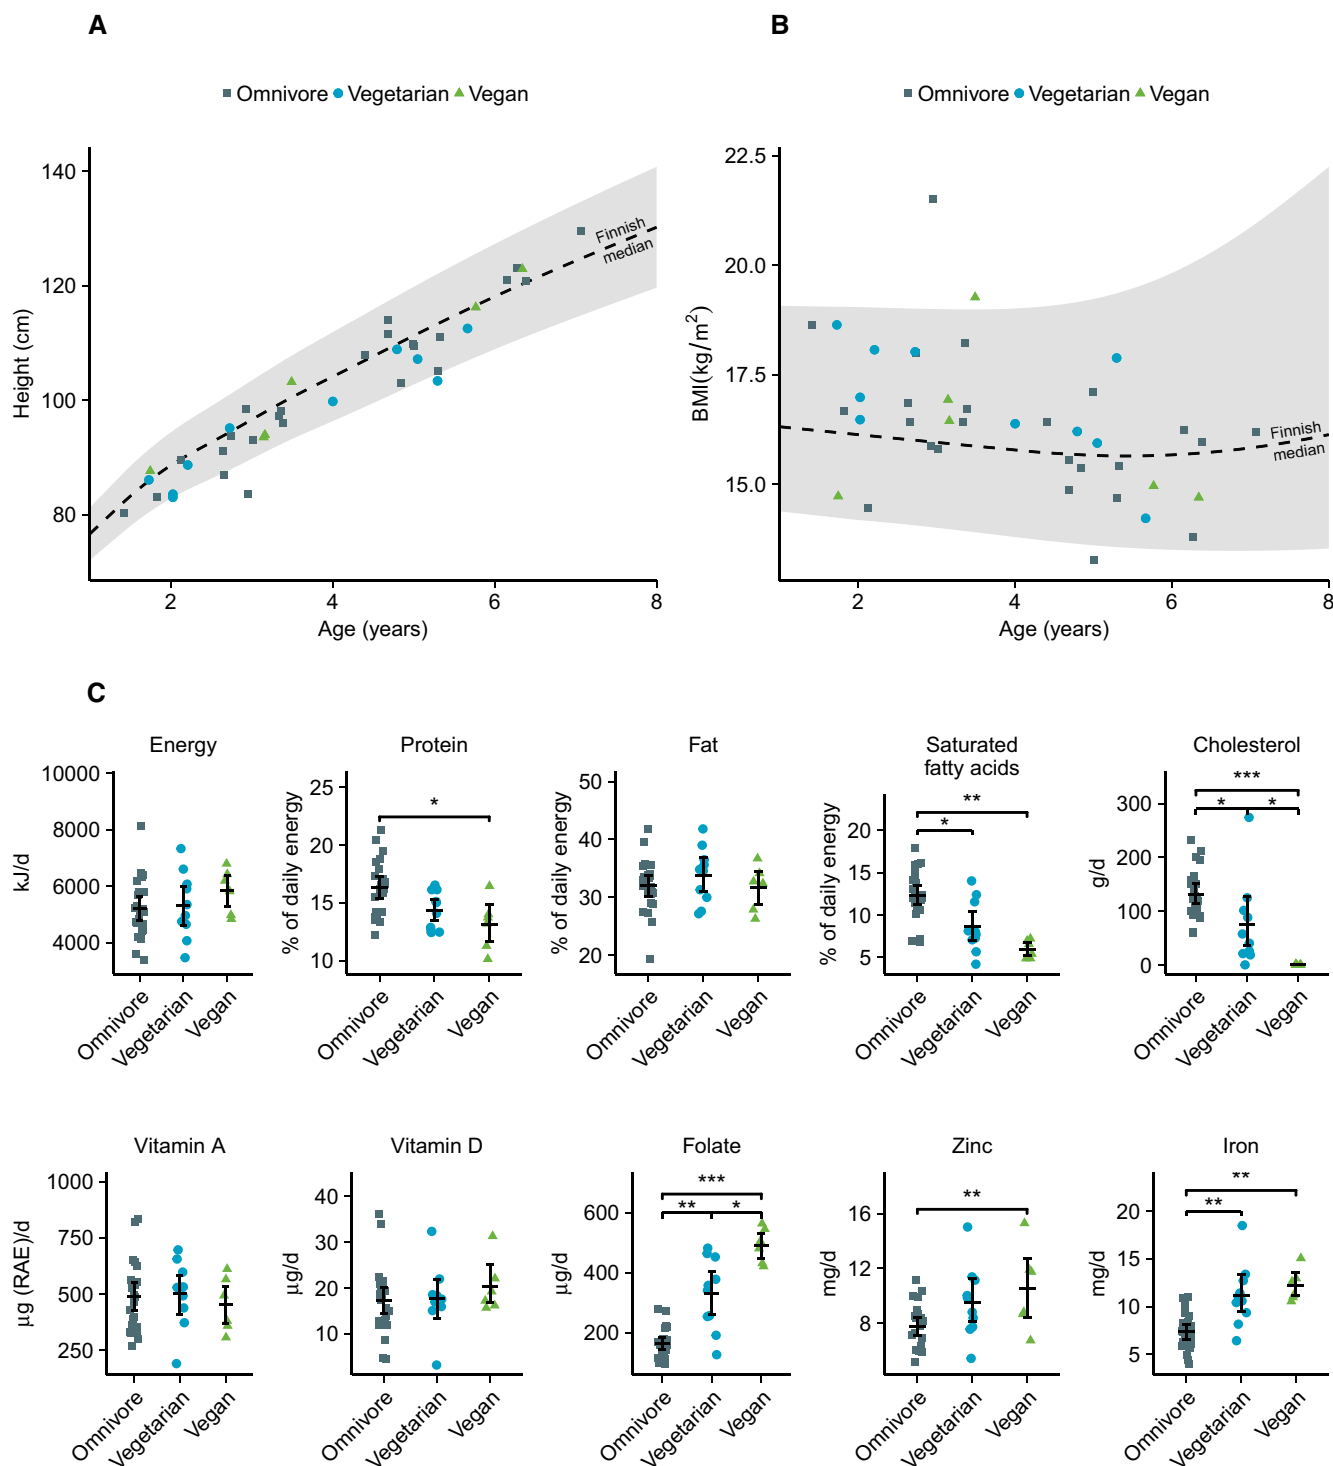 A
B
Omnivore Vegetarian Vegan
Omnivore Vegetarian Vegan
140
120
100
80
Height (cm)
Finnish
median
2 4 6 8
Age (years)
22.5
20.0
17.5
15.0
BMI(kg/m²)
Finnish
median
2 4 6 8
Age (years)
C
Energy
10000
8000
6000
4000
kJ/d
Omnivore
Vegetarian
Vegan
Protein
25
20
15
10
% of daily energy
*
Omnivore
Vegetarian
Vegan
Fat
50
40
30
20
% of daily energy
Omnivore
Vegetarian
Vegan
Saturated
fatty acids
20
15
10
5
% of daily energy
**
*
Omnivore
Vegetarian
Vegan
Cholesterol
300
200
100
0
g/d
***
* *
Omnivore
Vegetarian
Vegan
Vitamin A
1000
750
500
250
µg (RAE)/d
Omnivore
Vegetarian
Vegan
Vitamin D
40
30
20
10
µg/d
Omnivore
Vegetarian
Vegan
Folate
600
400
200
µg/d
***
** *
Omnivore
Vegetarian
Vegan
Zinc
16
12
8
mg/d
**
Omnivore
Vegetarian
Vegan
Iron
20
15
10
5
mg/d
**
**
Omnivore
Vegetarian
Vegan